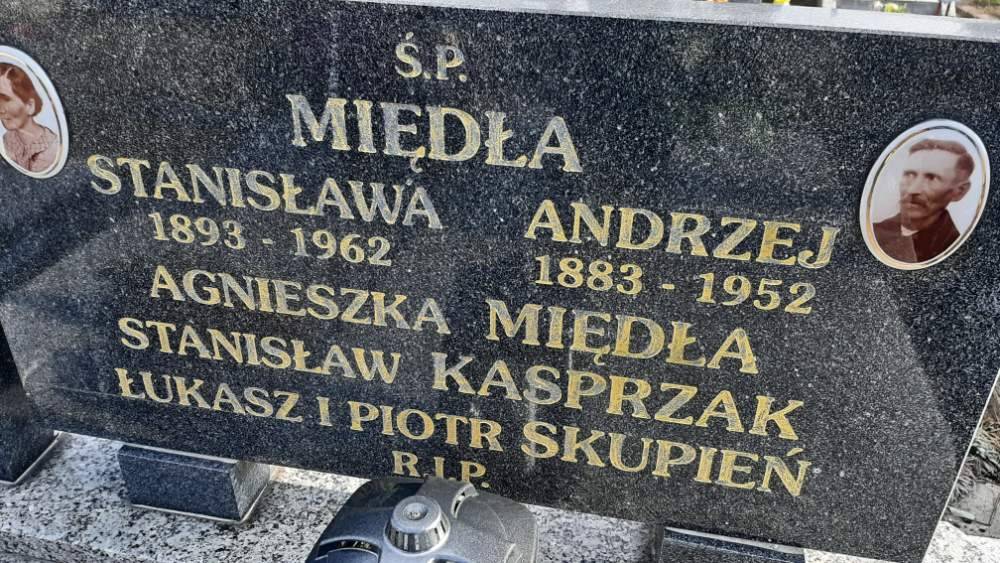 Ś.P.
MIĘDŁA
STANISŁAWA ANDRZEJ
1893 - 1962 1883 - 1952
AGNIESZKA MIĘDŁA
STANISŁAW KASPRZAK
ŁUKASZ I PIOTR SKUPIEŃ
R.I.P.